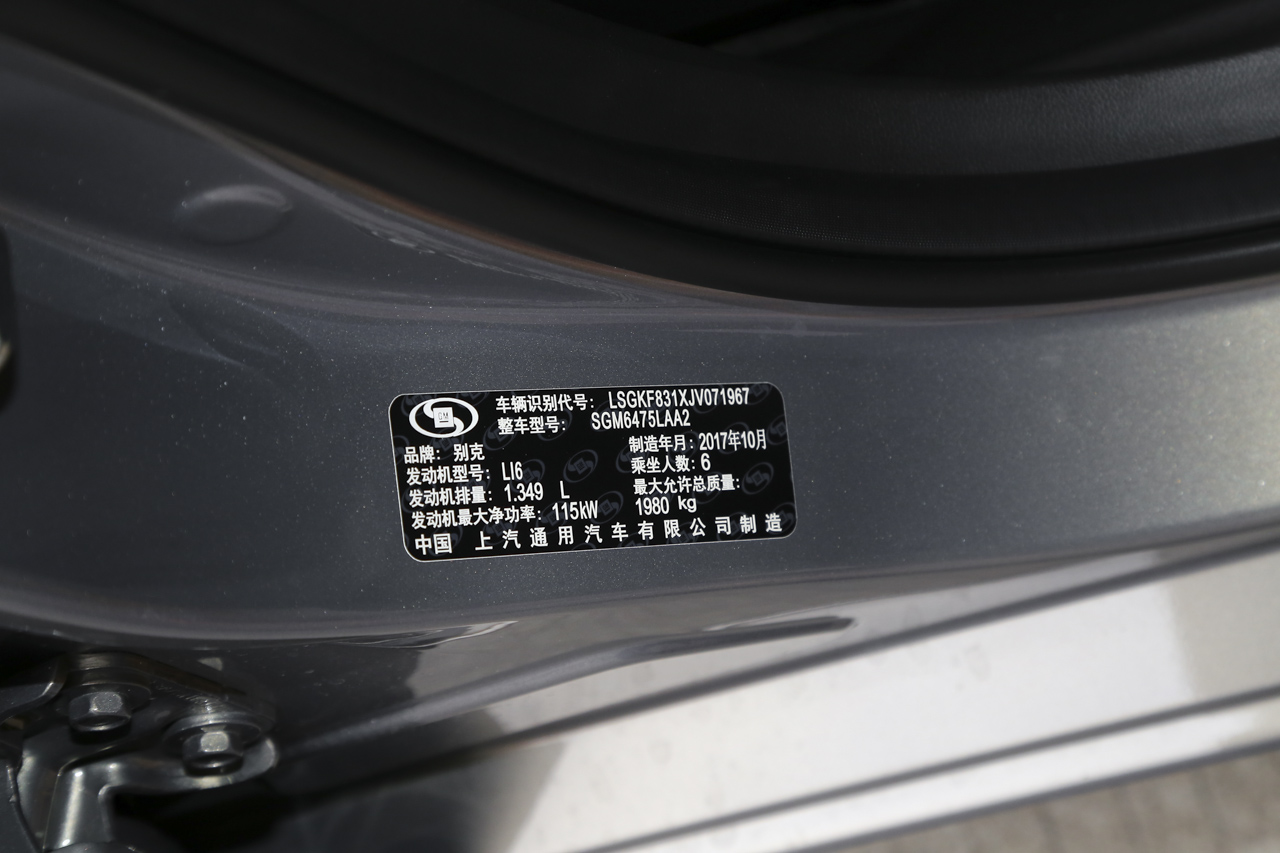 GM
车辆识别代号: LSGKF831XJV071967
整车型号: SGM6475LAA2
品牌: 别克 制造年月: 2017年10月
发动机型号: LI6 乘坐人数: 6
发动机排量: 1.349 L 最大允许总质量:
发动机最大净功率: 115kW 1980 kg
中国 上汽通用汽车有限公司制造